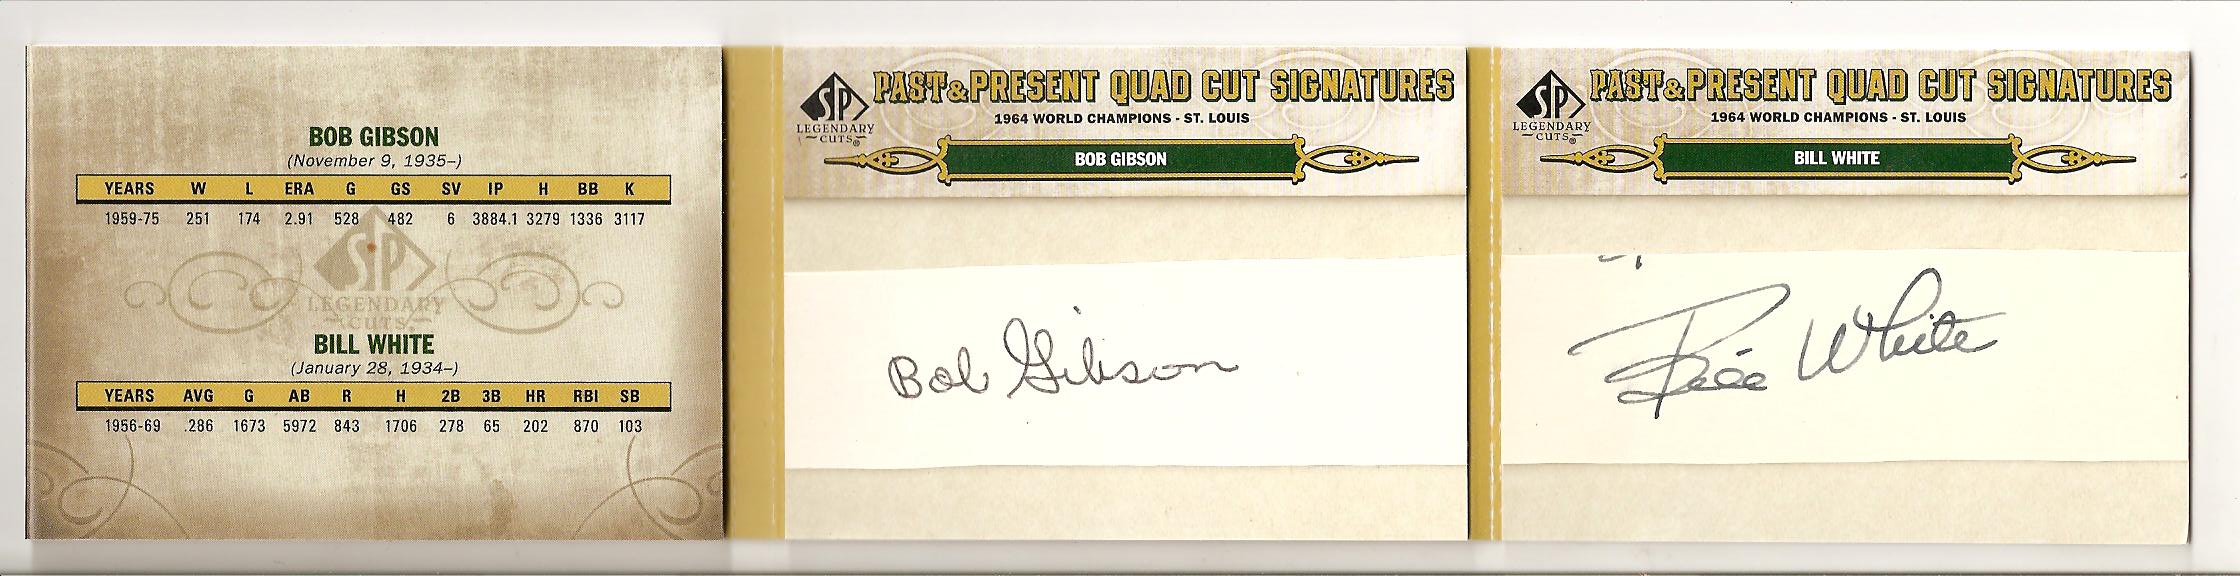 BOB GIBSON
(November 9, 1935–)
YEARS W L ERA G GS SV IP H BB K
1959-75 251 174 2.91 528 482 6 3884.1 3279 1336 3117
SP
LEGENDARY
CUTS
BILL WHITE
(January 28, 1934–)
YEARS AVG G AB R H 2B 3B HR RBI SB
1956-69 .286 1673 5972 843 1706 278 65 202 870 103
SP
LEGENDARY
CUTS®
PAST & PRESENT QUAD CUT SIGNATURES
1964 WORLD CHAMPIONS - ST. LOUIS
BOB GIBSON
Bob Gibson
SP
LEGENDARY
CUTS®
PAST & PRESENT QUAD CUT SIGNATURES
1964 WORLD CHAMPIONS - ST. LOUIS
BILL WHITE
Bill White